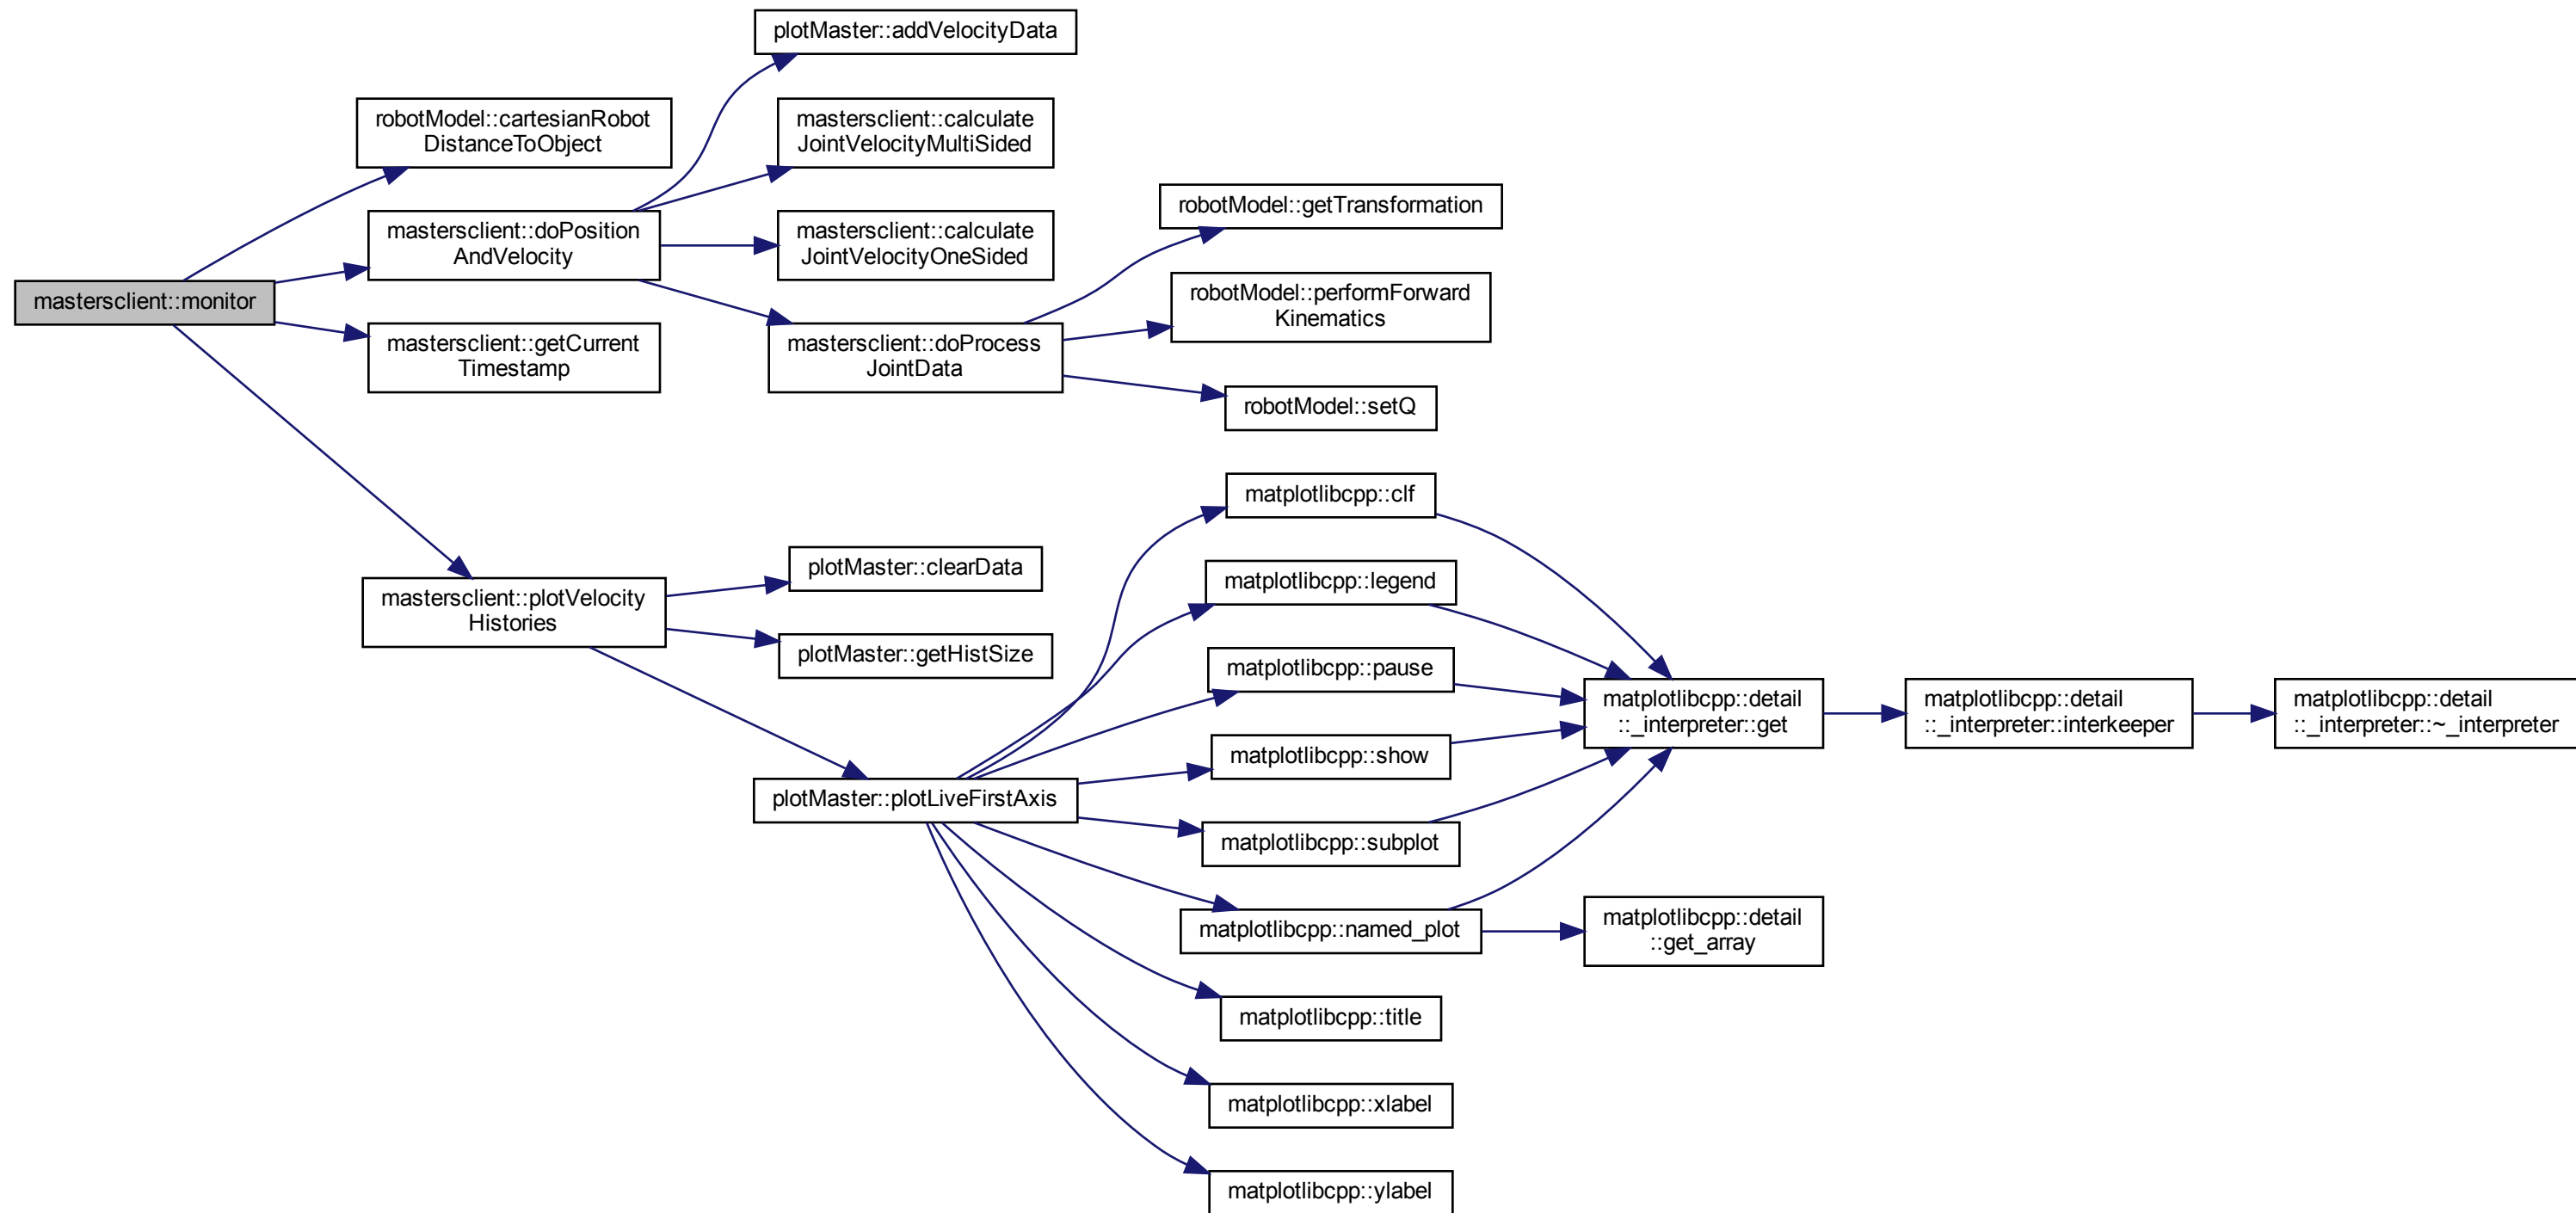 mastersclient::monitor
robotModel::cartesianRobot
DistanceToObject
mastersclient::doPosition
AndVelocity
mastersclient::getCurrent
Timestamp
mastersclient::plotVelocity
Histories
plotMaster::addVelocityData
mastersclient::calculate
JointVelocityMultiSided
mastersclient::calculate
JointVelocityOneSided
mastersclient::doProcess
JointData
plotMaster::clearData
plotMaster::getHistSize
plotMaster::plotLiveFirstAxis
robotModel::getTransformation
robotModel::performForward
Kinematics
robotModel::setQ
matplotlibcpp::clf
matplotlibcpp::legend
matplotlibcpp::pause
matplotlibcpp::show
matplotlibcpp::subplot
matplotlibcpp::named_plot
matplotlibcpp::title
matplotlibcpp::xlabel
matplotlibcpp::ylabel
matplotlibcpp::detail
::_interpreter::get
matplotlibcpp::detail
::get_array
matplotlibcpp::detail
::_interpreter::interkeeper
matplotlibcpp::detail
::_interpreter::~_interpreter